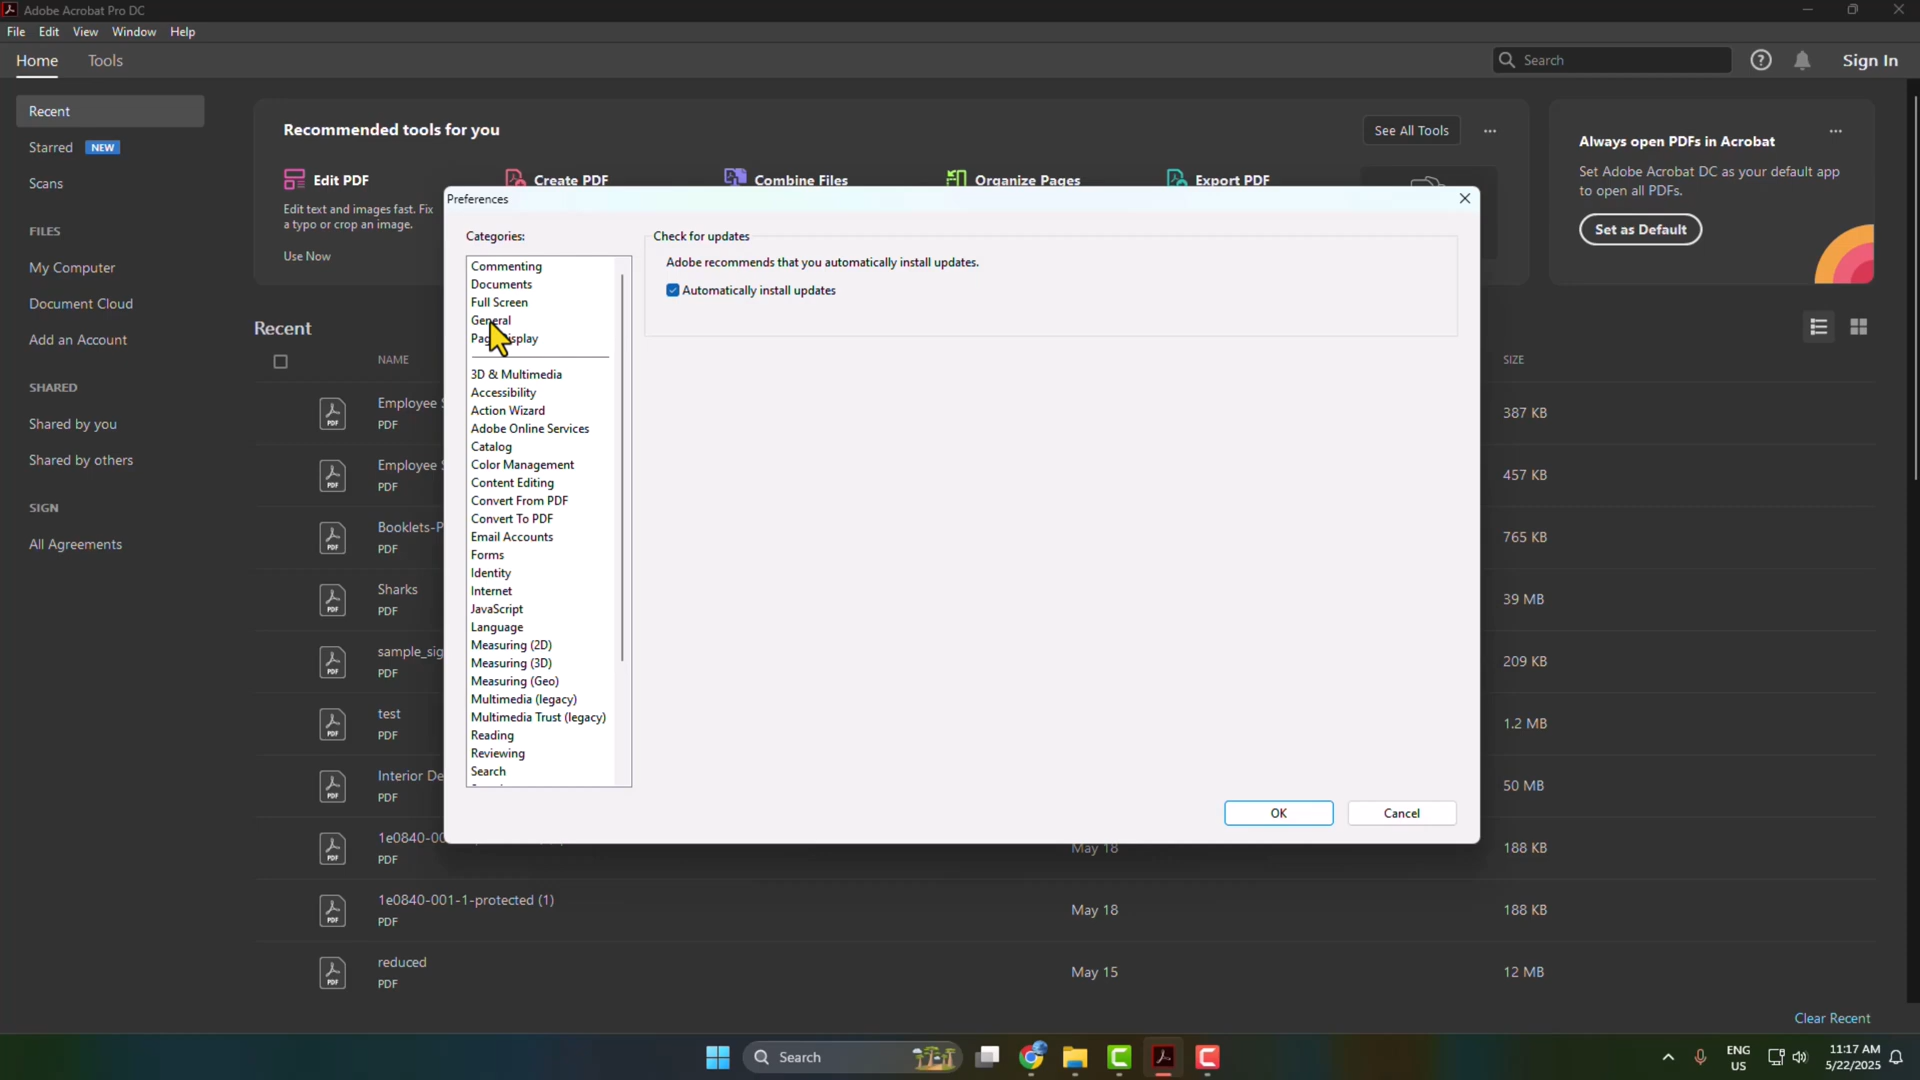 Adobe Acrobat Pro DC
File Edit View Window Help
Home Tools
Search
Sign In
Recent
Starred NEW
Scans
FILES
My Computer
Document Cloud
Add an Account
SHARED
Shared by you
Shared by others
SIGN
All Agreements
Recommended tools for you
See All Tools
Edit PDF
Edit text and images fast. Fix
a typo or crop an image.
Use Now
Create PDF
Combine Files
Organize Pages
Export PDF
Always open PDFs in Acrobat
Set Adobe Acrobat DC as your default app
to open all PDFs.
Set as Default
Recent
NAME
SIZE
Employee
PDF
387 KB
Employee
PDF
457 KB
Booklets-P
PDF
765 KB
Sharks
PDF
39 MB
sample_sig
PDF
209 KB
test
PDF
1.2 MB
Interior De
PDF
50 MB
1e0840-00
PDF
May 18
188 KB
1e0840-001-1-protected (1)
PDF
May 18
188 KB
reduced
PDF
May 15
12 MB
Clear Recent
Preferences
Categories:
Commenting
Documents
Full Screen
General
Page Display
3D & Multimedia
Accessibility
Action Wizard
Adobe Online Services
Catalog
Color Management
Content Editing
Convert From PDF
Convert To PDF
Email Accounts
Forms
Identity
Internet
JavaScript
Language
Measuring (2D)
Measuring (3D)
Measuring (Geo)
Multimedia (legacy)
Multimedia Trust (legacy)
Reading
Reviewing
Search
Check for updates
Adobe recommends that you automatically install updates.
Automatically install updates
OK
Cancel
Search
ENG
US
11:17 AM
5/22/2025